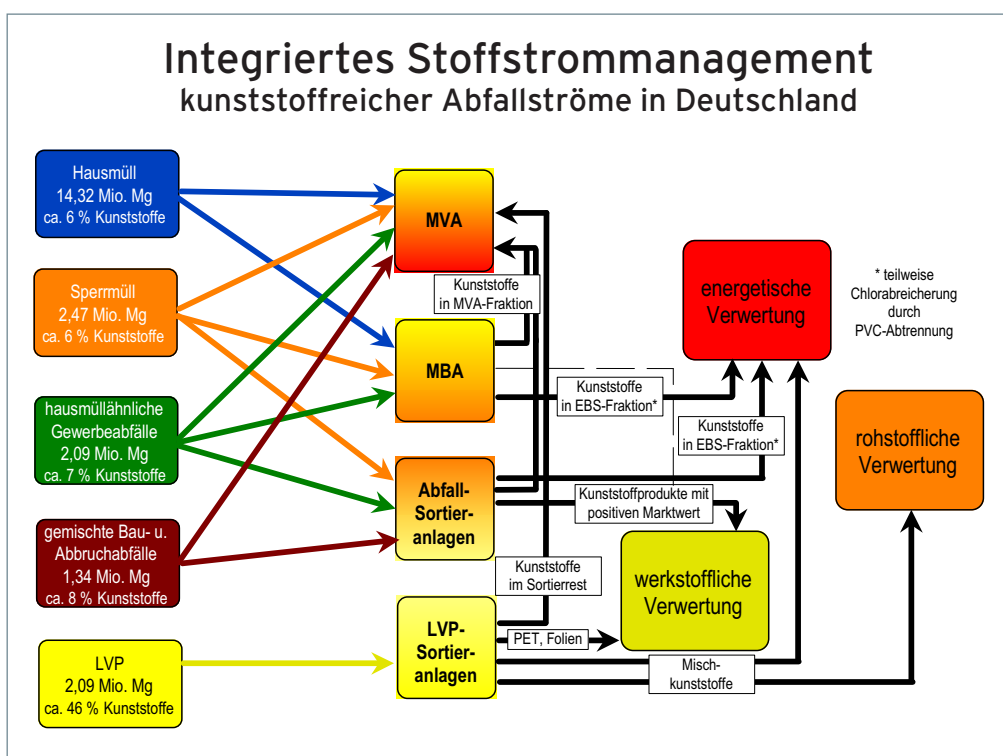 Integriertes Stoffstrommanagement
kunststoffreicher Abfallströme in Deutschland
Hausmüll
14,32 Mio. Mg
ca. 6 % Kunststoffe
Sperrmüll
2,47 Mio. Mg
ca. 6 % Kunststoffe
hausmüllähnliche
Gewerbeabfälle
2,09 Mio. Mg
ca. 7 % Kunststoffe
gemischte Bau- u.
Abbruchabfälle
1,34 Mio. Mg
ca. 8 % Kunststoffe
LVP
2,09 Mio. Mg
ca. 46 % Kunststoffe
MVA
MBA
Abfall-
Sortier-
anlagen
LVP-
Sortier-
anlagen
Kunststoffe
in MVA-Fraktion
Kunststoffe
in EBS-Fraktion*
Kunststoffe
in EBS-Fraktion*
Kunststoffprodukte mit
positiven Marktwert
Kunststoffe
im Sortierrest
PET, Folien
Misch-
kunststoffe
energetische
Verwertung
* teilweise
Chlorabreicherung
durch
PVC-Abtrennung
rohstoffliche
Verwertung
werkstoffliche
Verwertung